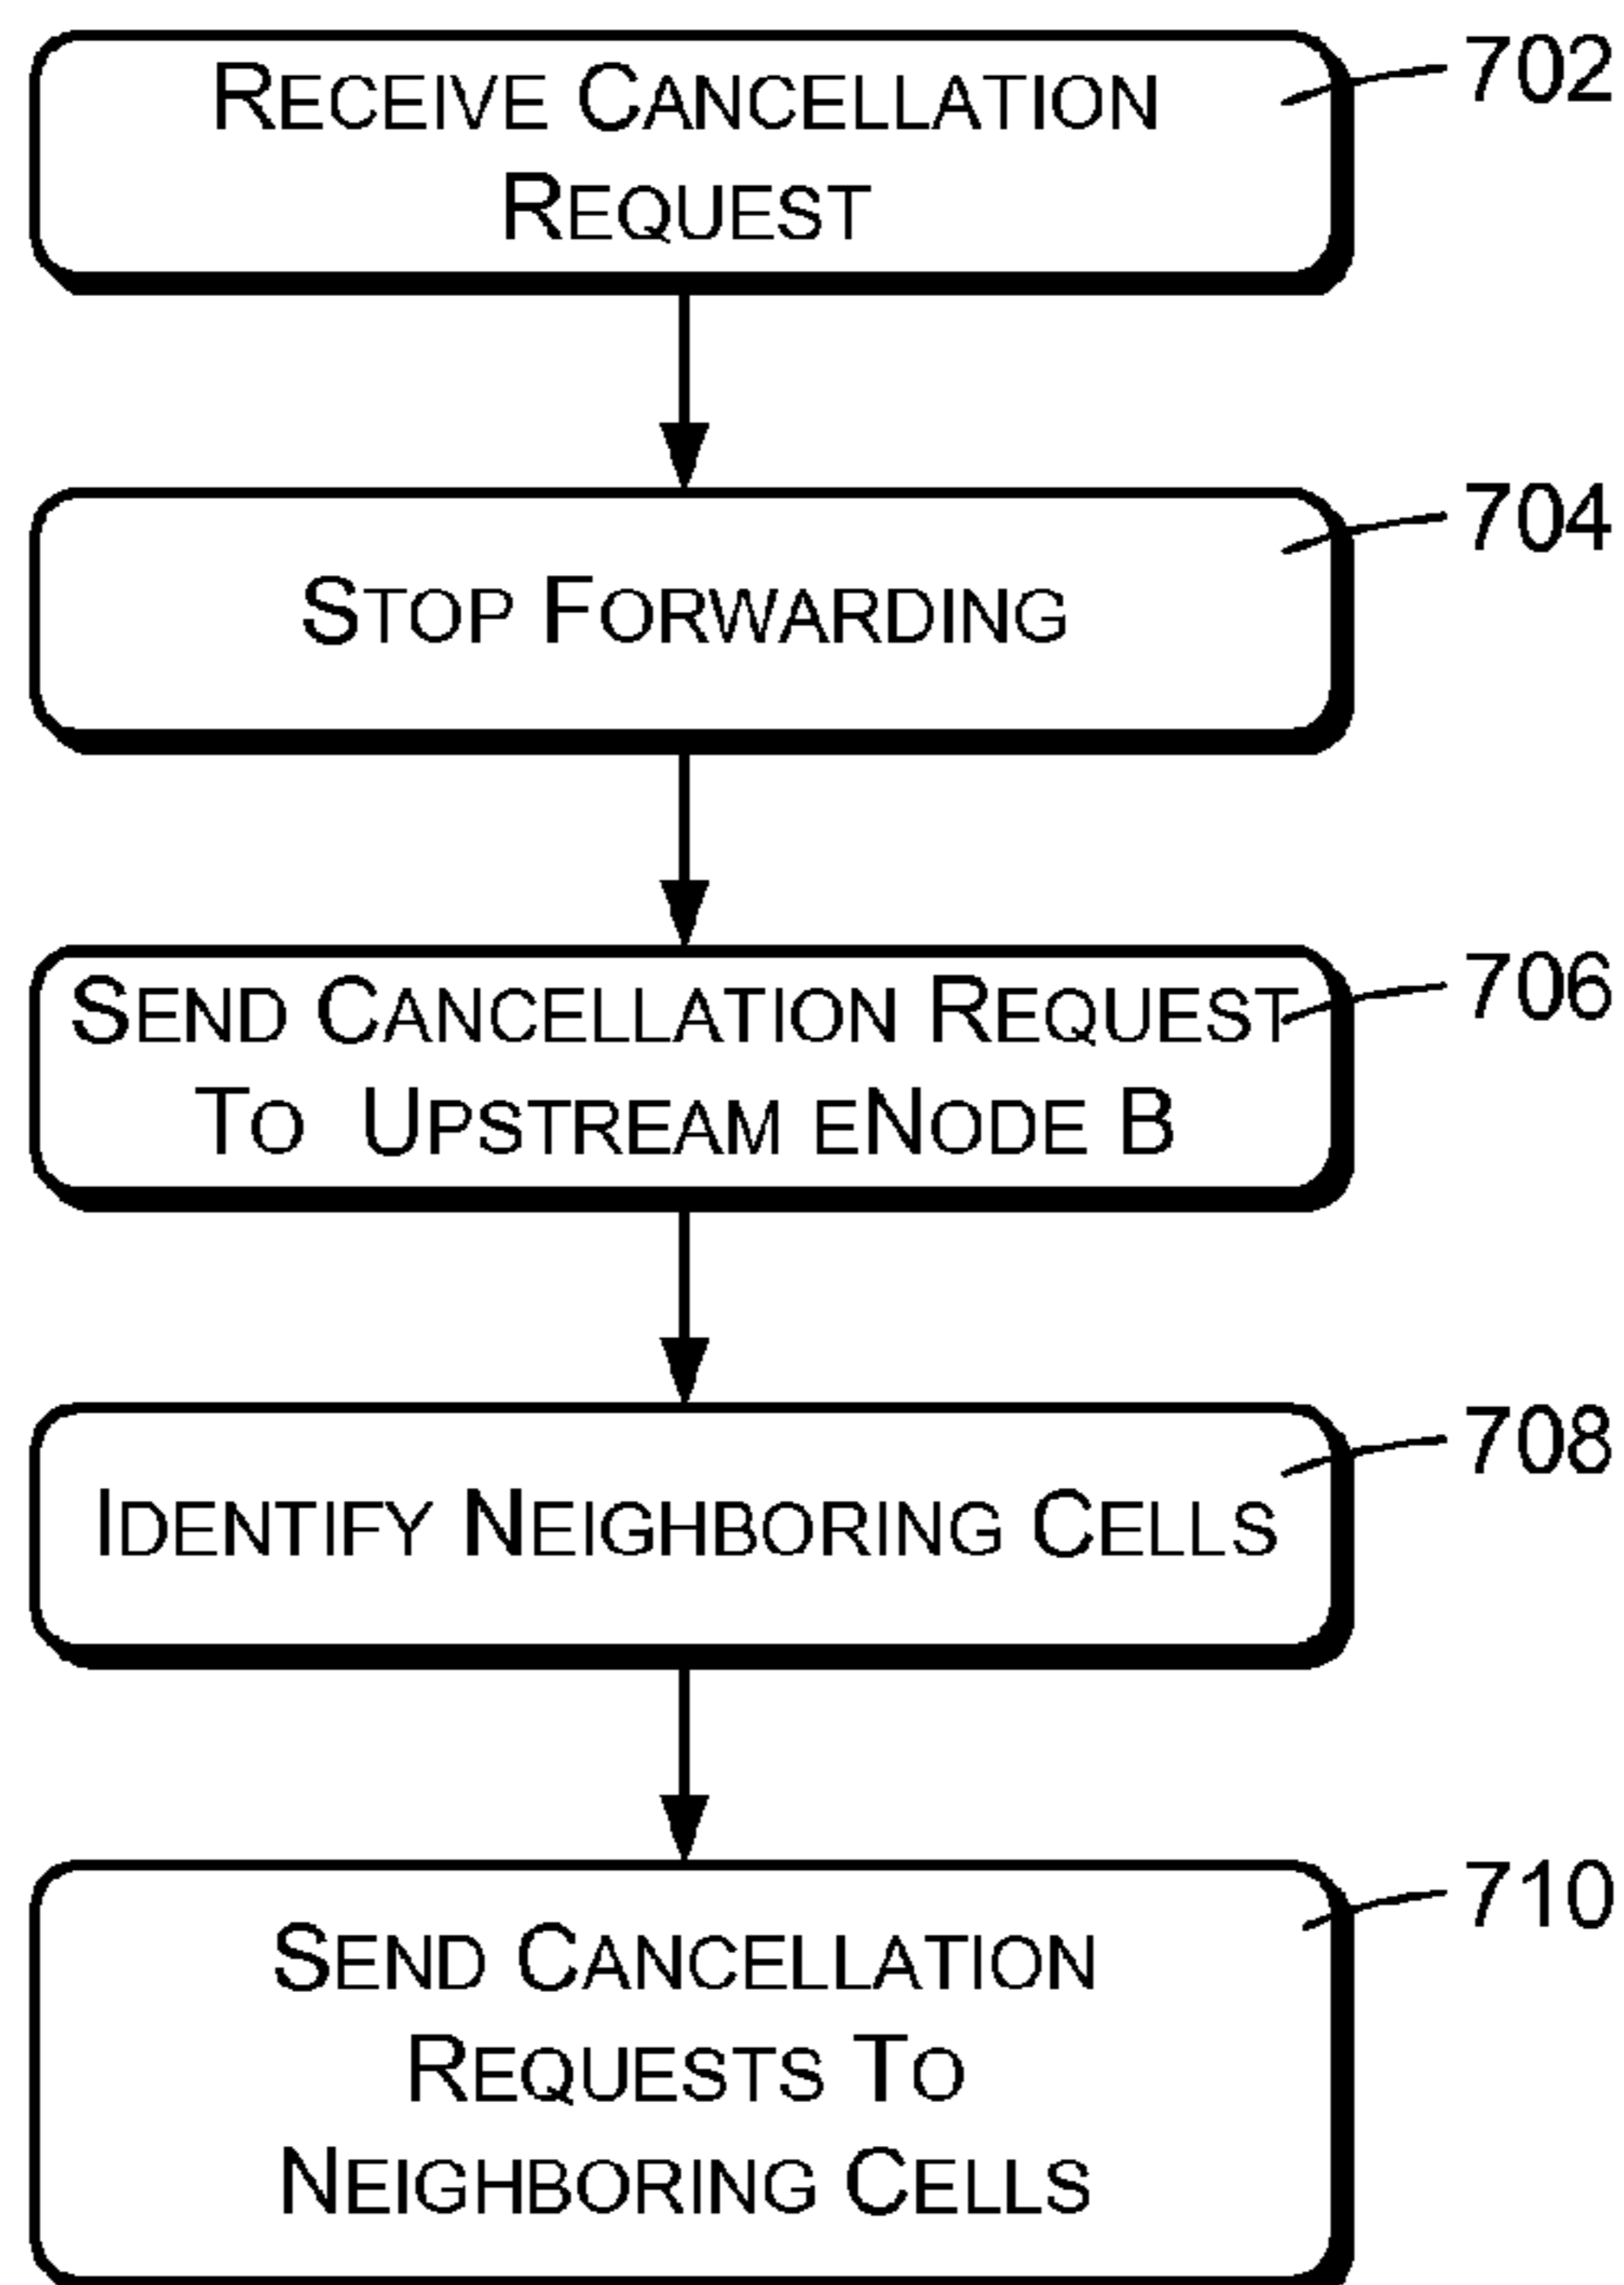 RECEIVE CANCELLATION
REQUEST
702
STOP FORWARDING
704
SEND CANCELLATION REQUEST
TO UPSTREAM ENODE B
706
IDENTIFY NEIGHBORING CELLS
708
SEND CANCELLATION
REQUESTS TO
NEIGHBORING CELLS
710